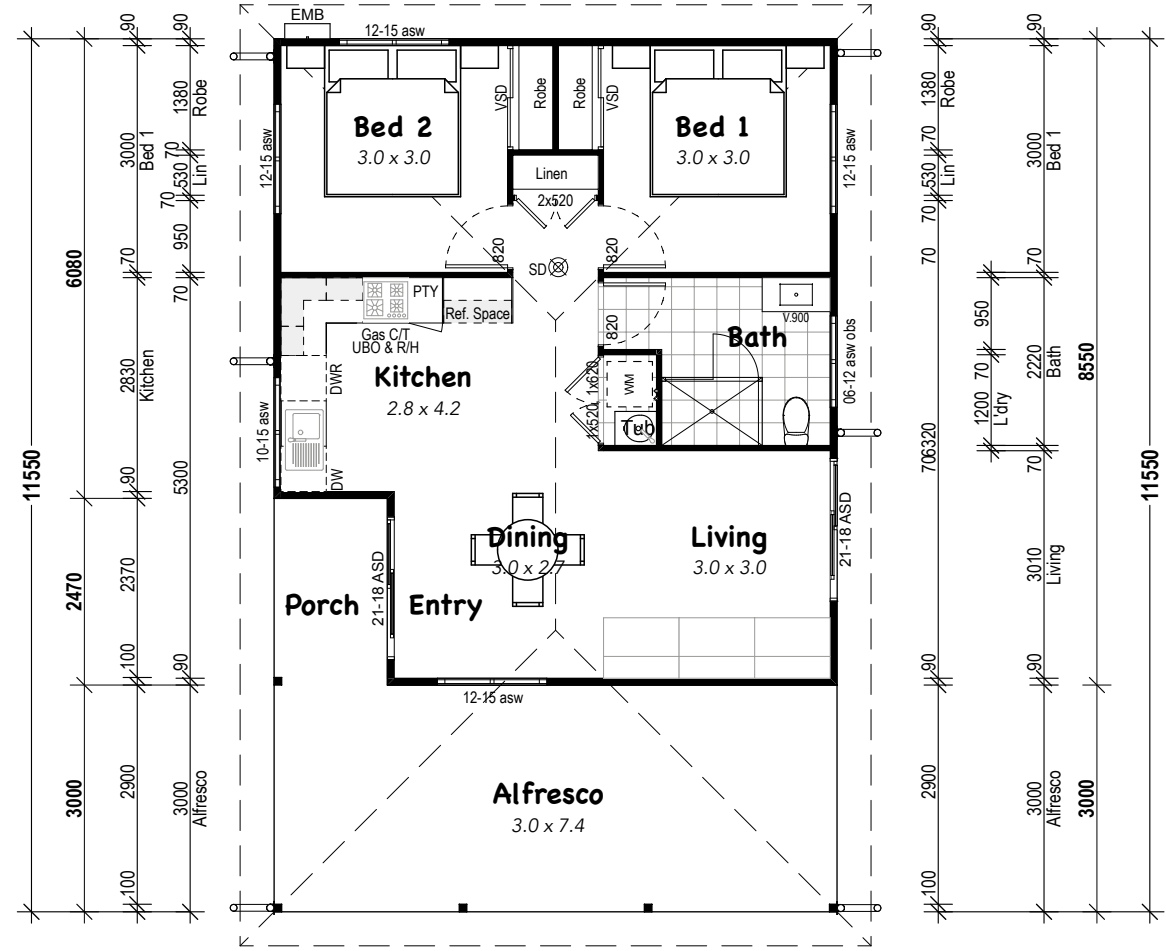 EMB
12-15 asw
90
90
90
90
1380
Robe
3000
Bed 1
70
530
Lin
70
950
70
70
6080
2830
Kitchen
90
5300
11550
2470
2370
100
90
3000
2900
3000
Alfresco
100
12-15 asw
VSD
Robe
Robe
VSD
Bed 2
3.0 x 3.0
Bed 1
3.0 x 3.0
12-15 asw
Linen
2x520
820
820
SD
PTY
Ref. Space
Gas C/T
UBO & R/H
Kitchen
2.8 x 4.2
DWR
DW
10-15 asw
820
V.900
Bath
06-12 asw obs
1x620
1x520
WM
Tub
Dining
3.0 x 2.7
Living
3.0 x 3.0
21-18 ASD
21-18 ASD
Porch
Entry
12-15 asw
Alfresco
3.0 x 7.4
1380
Robe
70
530
Lin
70
70
3000
Bed 1
70
950
70
1200
L'dry
2220
Bath
8550
6320
70
70
3010
Living
11550
90
90
2900
3000
Alfresco
3000
100